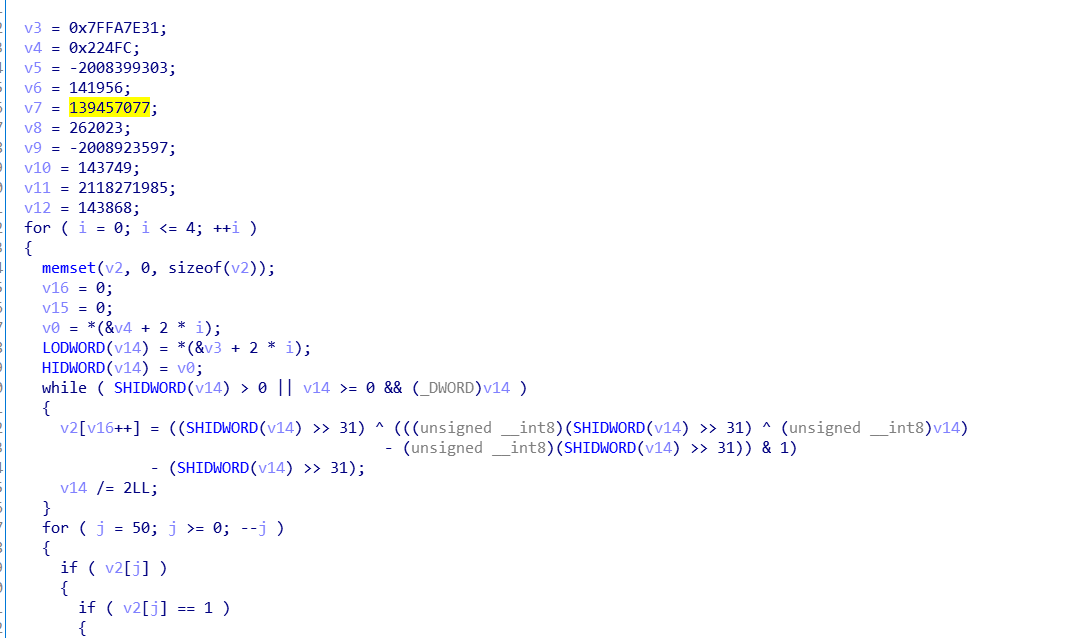 v3 = 0x7FFA7E31;
v4 = 0x224FC;
v5 = -2008399303;
v6 = 141956;
v7 = 139457077;
v8 = 262023;
v9 = -2008923597;
v10 = 143749;
v11 = 2118271985;
v12 = 143868;
for ( i = 0; i <= 4; ++i )
{
memset(v2, 0, sizeof(v2));
v16 = 0;
v15 = 0;
v0 = *(&v4 + 2 * i);
LODWORD(v14) = *(&v3 + 2 * i);
HIDWORD(v14) = v0;
while ( SHIDWORD(v14) > 0 || v14 >= 0 && (_DWORD)v14 )
{
v2[v16++] = ((SHIDWORD(v14) >> 31) ^ (((unsigned __int8)(SHIDWORD(v14) >> 31) ^ (unsigned __int8)v14)
- (unsigned __int8)(SHIDWORD(v14) >> 31)) & 1)
- (SHIDWORD(v14) >> 31);
v14 /= 2LL;
}
for ( j = 50; j >= 0; --j )
{
if ( v2[j] )
{
if ( v2[j] == 1 )
{